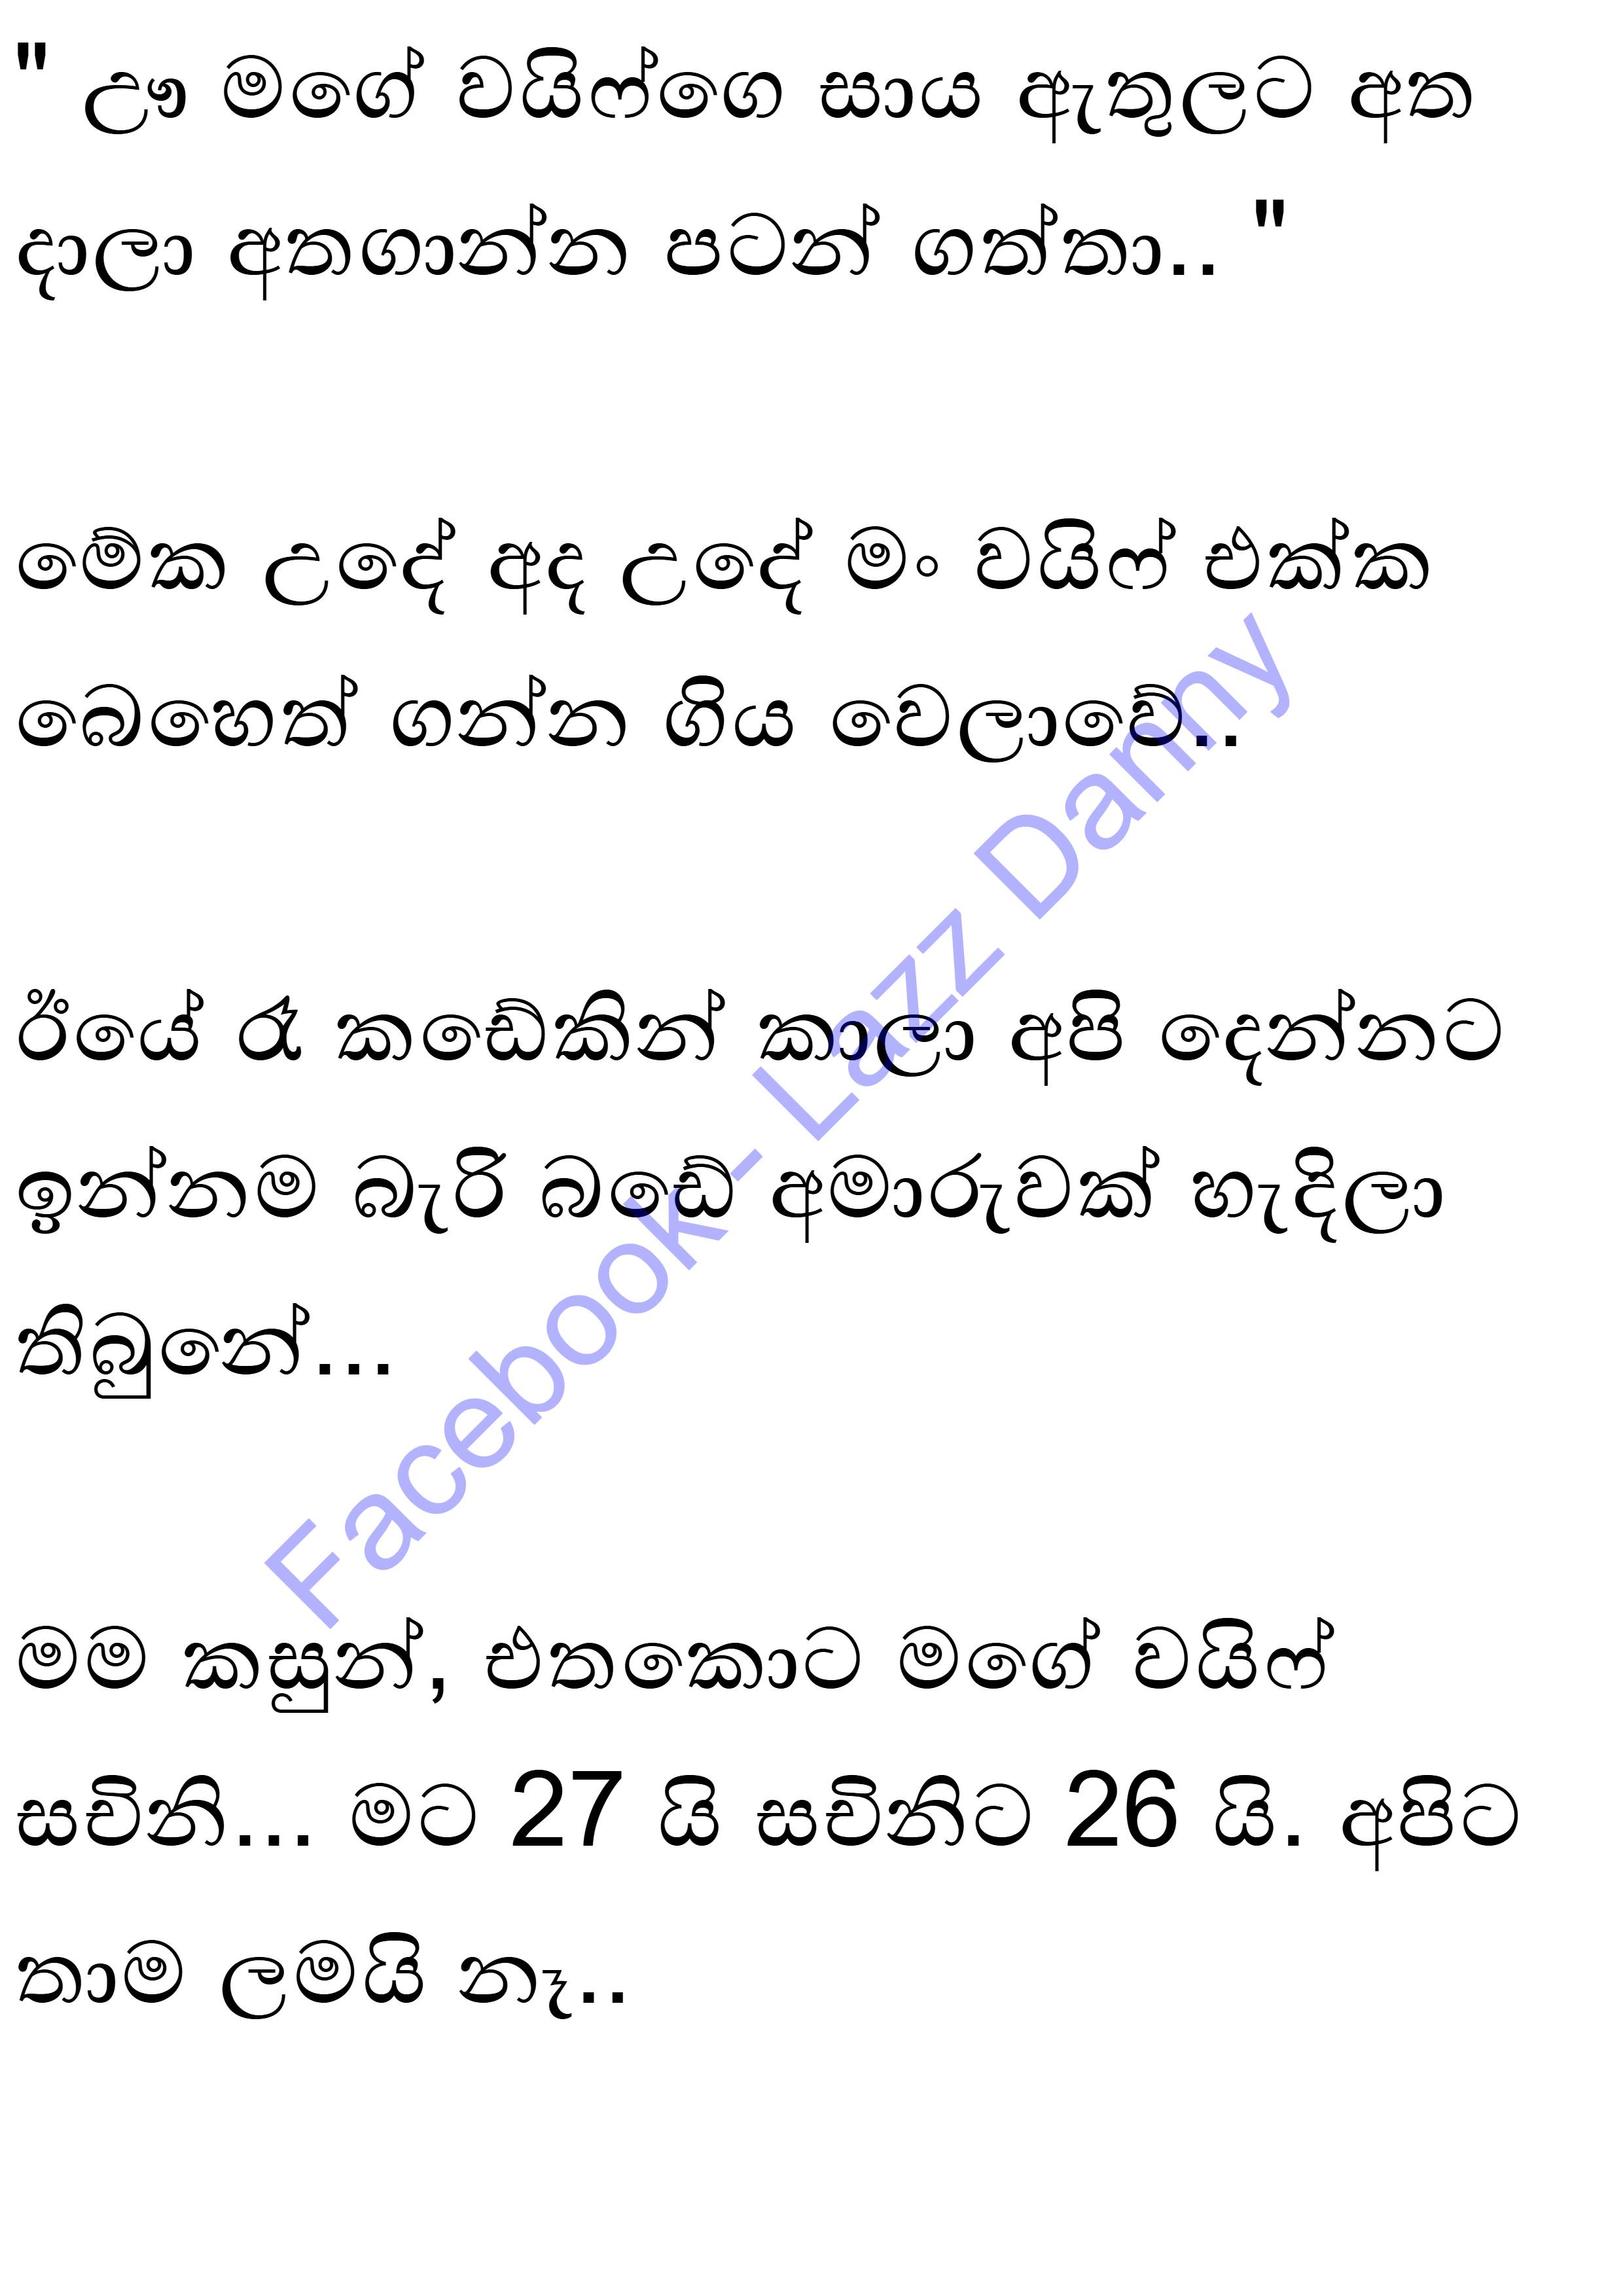 " ඌ මගේ වයිෆ්ගෙ සාය ඇතුලට අත
දාලා අතගාන්න පටන් ගත්තා.. "
මේක උදේ අද උදේ මං වයිෆ් එක්ක
බෙහෙත් ගන්න ගිය වෙලාවේ..
ඊයේ රෑ කඩේකින් කාලා අපි දෙන්නට
ඉන්නම බැරි බඩේ අමාරුවක් හැදිලා
තිබුනේ...
මම කසුන්, එතකොට මගේ වයිෆ්
සචිනි... මට 27 යි සචිනිට 26 යි. අපිට
තාම ලමයි නෑ..
Facebook- Lazz Danny